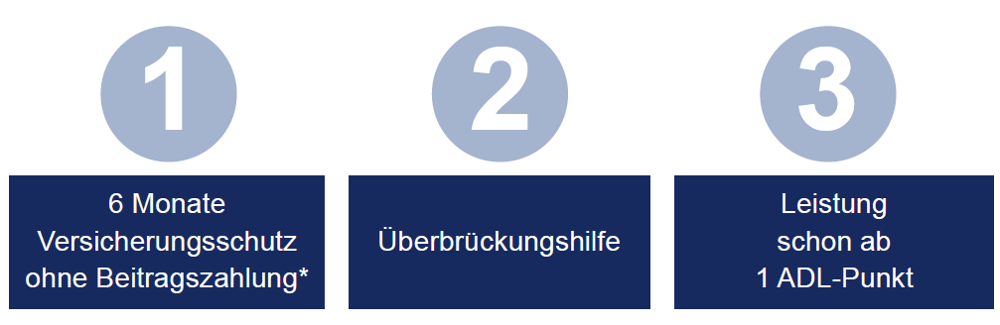 1
6 Monate
Versicherungsschutz
ohne Beitragszahlung*
2
Überbrückungshilfe
3
Leistung
schon ab
1 ADL-Punkt